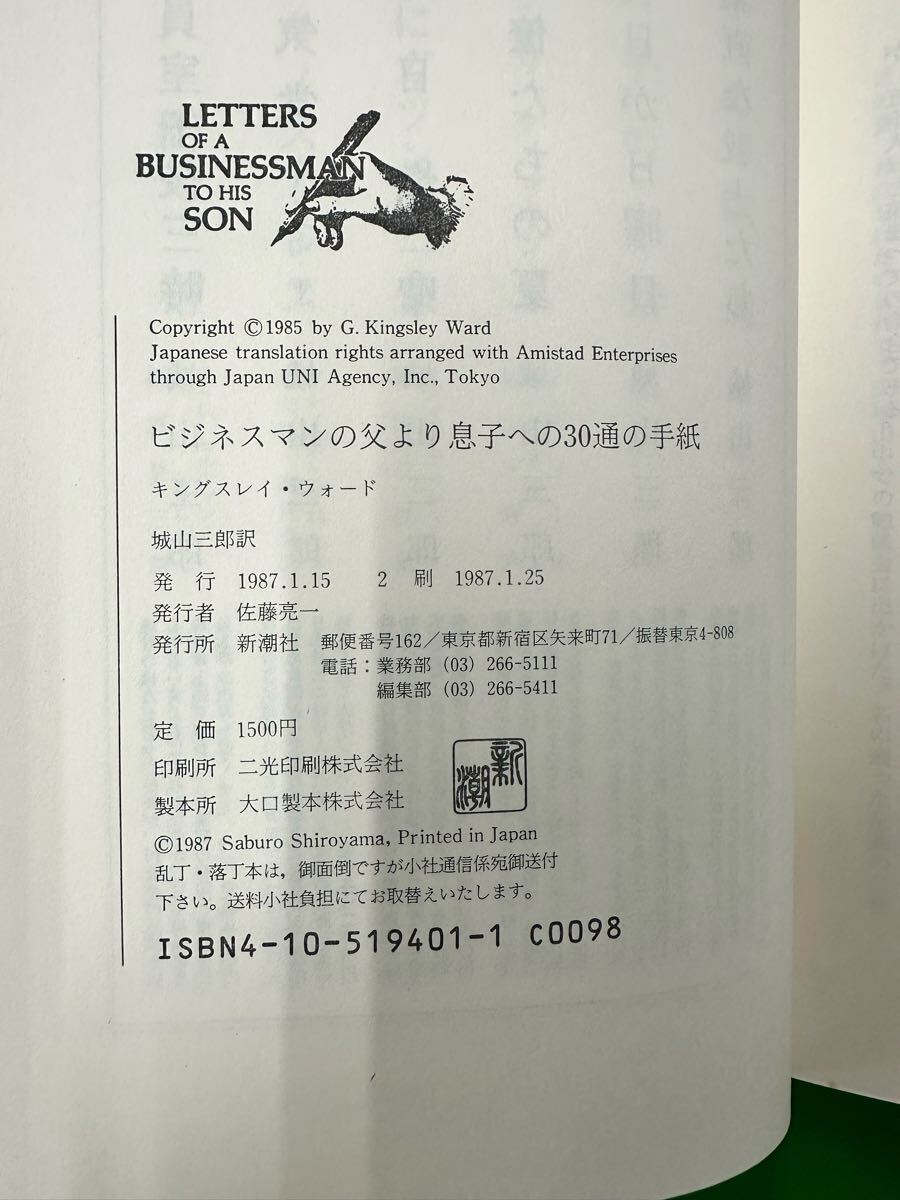 LETTERS
OF A
BUSINESSMAN
TO HIS
SON
Copyright ©1985 by G. Kingsley Ward
Japanese translation rights arranged with Amistad Enterprises
through Japan UNI Agency, Inc., Tokyo
ビジネスマンの父より息子への30通の手紙
キングスレイ・ウォード
城山三郎訳
発 行 1987.1.15 2 刷 1987.1.25
発行者 佐藤亮一
発行所 新潮社 郵便番号162/東京都新宿区矢来町71/振替東京4-808
電話:業務部 (03) 266-5111
編集部 (03) 266-5411
定 価 1500円
印刷所 二光印刷株式会社
製本所 大口製本株式会社
新潮
©1987 Saburo Shiroyama, Printed in Japan
乱丁・落丁本は, 御面倒ですが小社通信係宛御送付
下さい。送料小社負担にてお取替えいたします。
ISBN4-10-519401-1 C0098